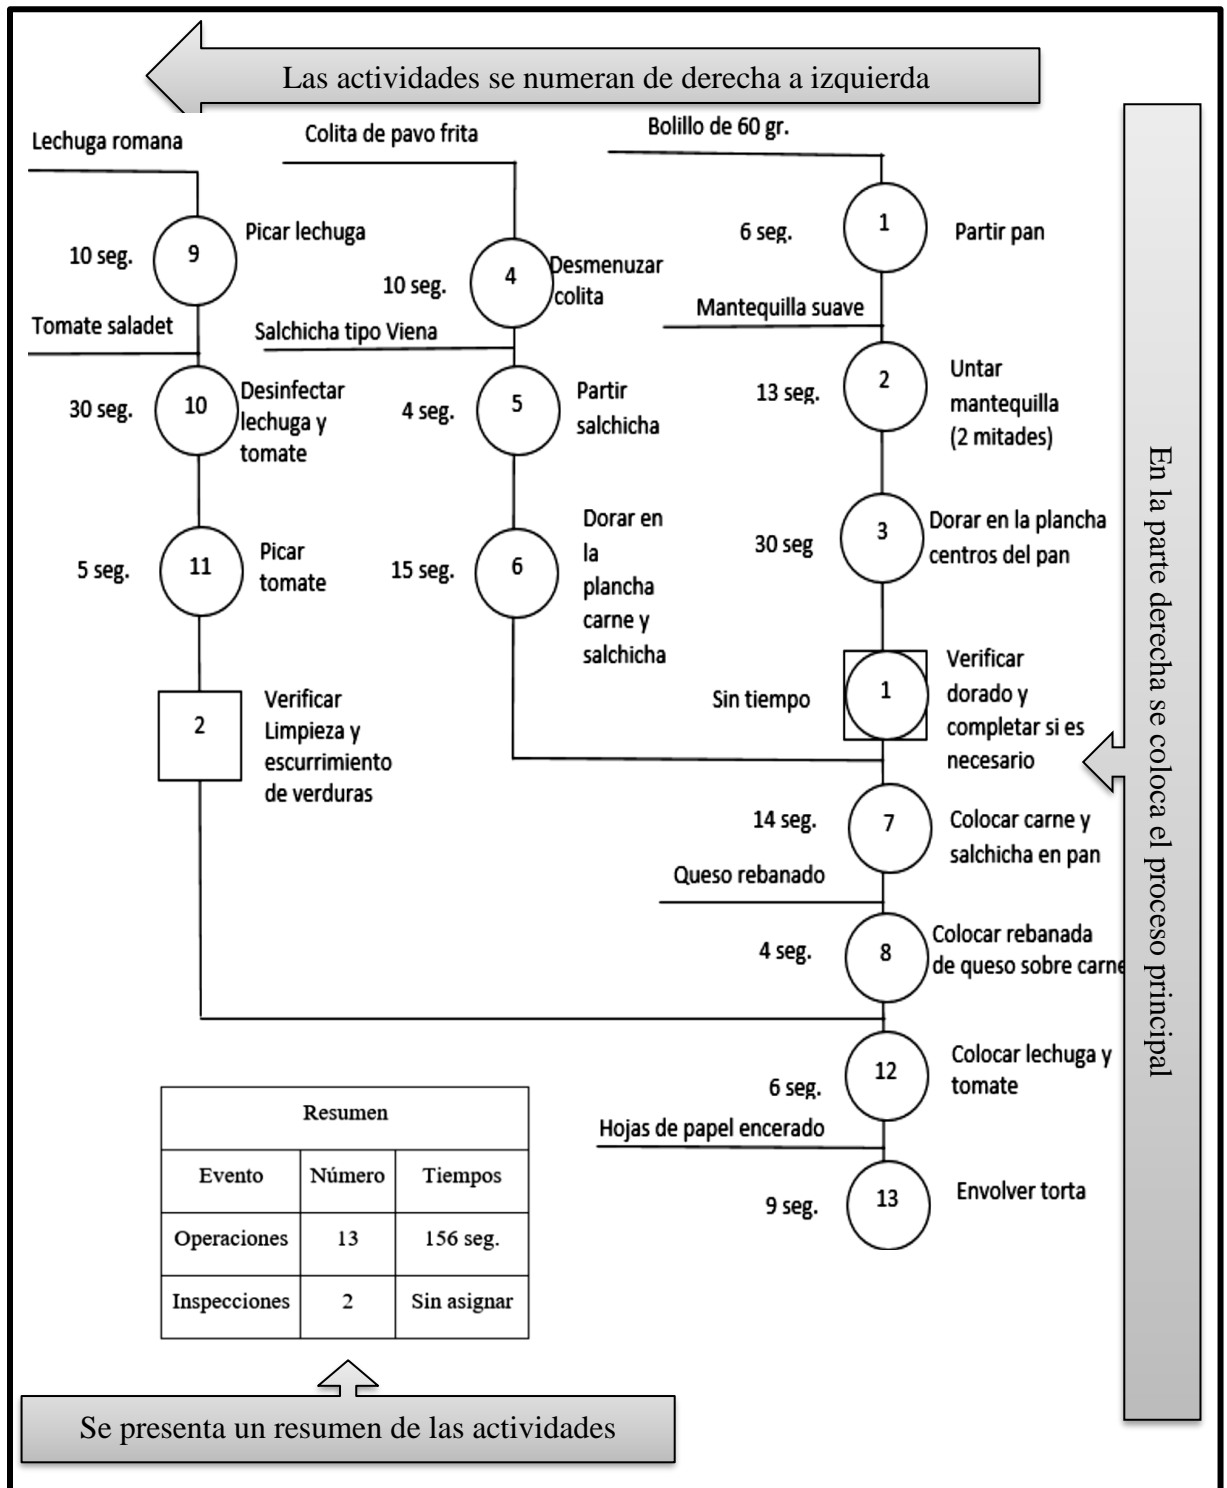 Las actividades se numeran de derecha a izquierda
Lechuga romana
9
10 seg.
Picar lechuga
Tomate saladet
10
30 seg.
Desinfectar
lechuga y
tomate
11
5 seg.
Picar
tomate
2
Verificar
Limpieza y
escurrimiento
de verduras
Colita de pavo frita
4
10 seg.
Desmenuzar
colita
Salchicha tipo Viena
5
4 seg.
Partir
salchicha
6
15 seg.
Dorar en
la
plancha
carne y
salchicha
Bolillo de 60 gr.
1
6 seg.
Partir pan
Mantequilla suave
2
13 seg.
Untar
mantequilla
(2 mitades)
3
30 seg
Dorar en la plancha
centros del pan
1
Sin tiempo
Verificar
dorado y
completar si es
necesario
7
14 seg.
Colocar carne y
salchicha en pan
Queso rebanado
8
4 seg.
Colocar rebanada
de queso sobre carne
12
6 seg.
Colocar lechuga y
tomate
Hojas de papel encerado
13
9 seg.
Envolver torta
En la parte derecha se coloca el proceso principal
Resumen
Evento Número Tiempos
Operaciones 13 156 seg.
Inspecciones 2 Sin asignar
Se presenta un resumen de las actividades